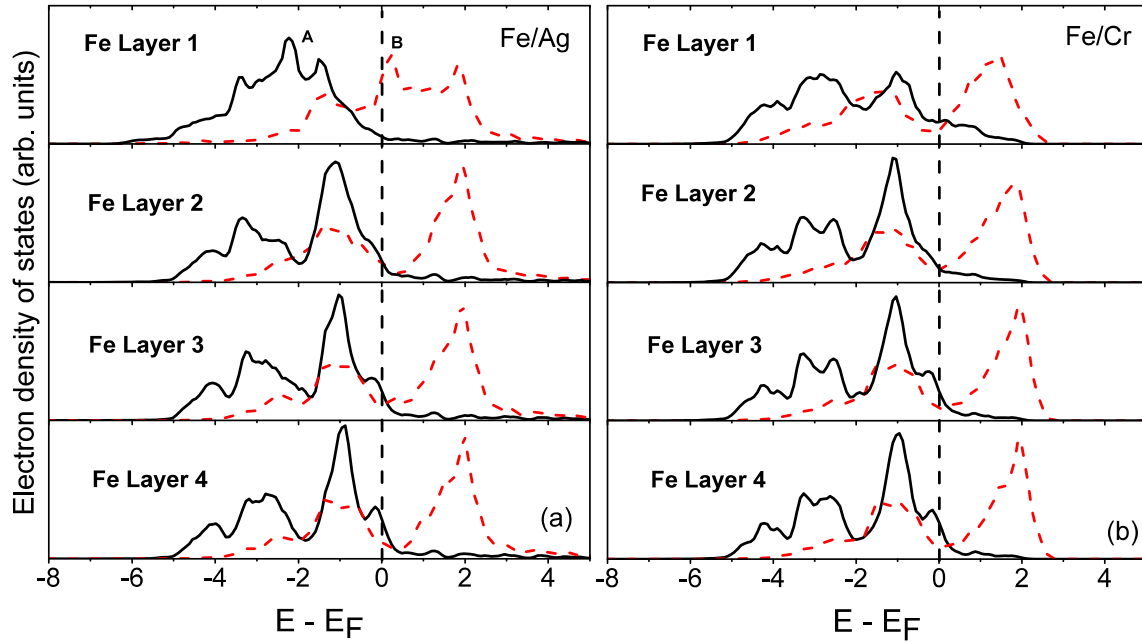 Electron density of states (arb. units)
Fe Layer 1
A
B
Fe/Ag
Fe Layer 2
Fe Layer 3
Fe Layer 4
(a)
-8 -6 -4 -2 0 2 4
E - EF
Fe Layer 1
Fe/Cr
Fe Layer 2
Fe Layer 3
Fe Layer 4
(b)
-8 -6 -4 -2 0 2 4
E - EF